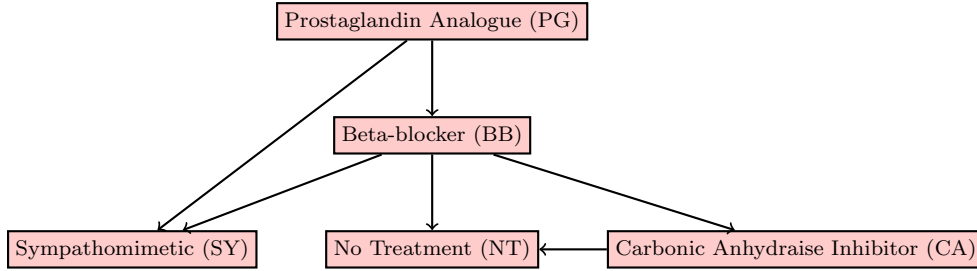 Prostaglandin Analogue (PG)
Beta-blocker (BB)
Sympathomimetic (SY)
No Treatment (NT)
Carbonic Anhydraise Inhibitor (CA)